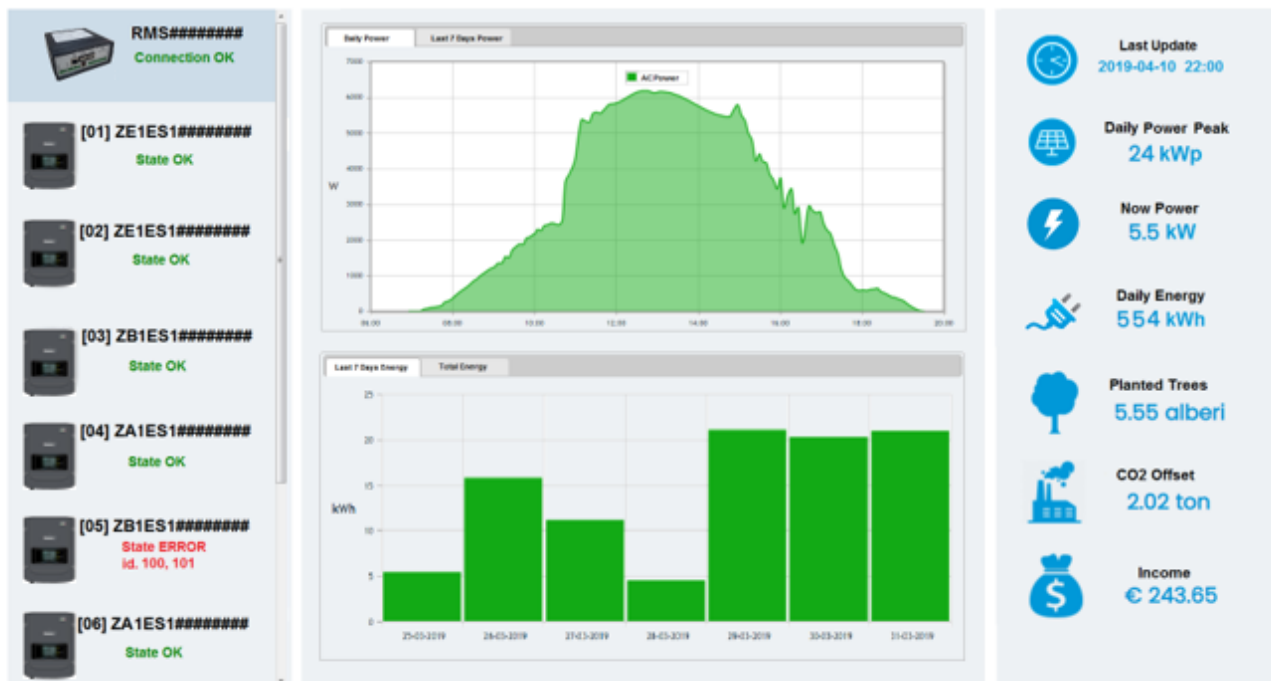 RMS########
Connection OK
[01] ZE1ES1########
State OK
[02] ZE1ES1########
State OK
[03] ZB1ES1########
State OK
[04] ZA1ES1########
State OK
[05] ZB1ES1########
State ERROR
id. 100, 101
[06] ZA1ES1########
State OK
Daily Power
Last 7 Days Power
AC Power
7000
6000
5000
4000
W
3000
2000
1000
0
06:00 08:00 10:00 12:00 14:00 16:00 18:00 20:00
Last 7 Days Energy
Total Energy
25
20
15
kWh
10
5
0
25-03-2019 26-03-2019 27-03-2019 28-03-2019 29-03-2019 30-03-2019 31-03-2019
Last Update
2019-04-10 22:00
Daily Power Peak
24 kWp
Now Power
5.5 kW
Daily Energy
554 kWh
Planted Trees
5.55 alberi
CO2 Offset
2.02 ton
Income
$
€ 243.65